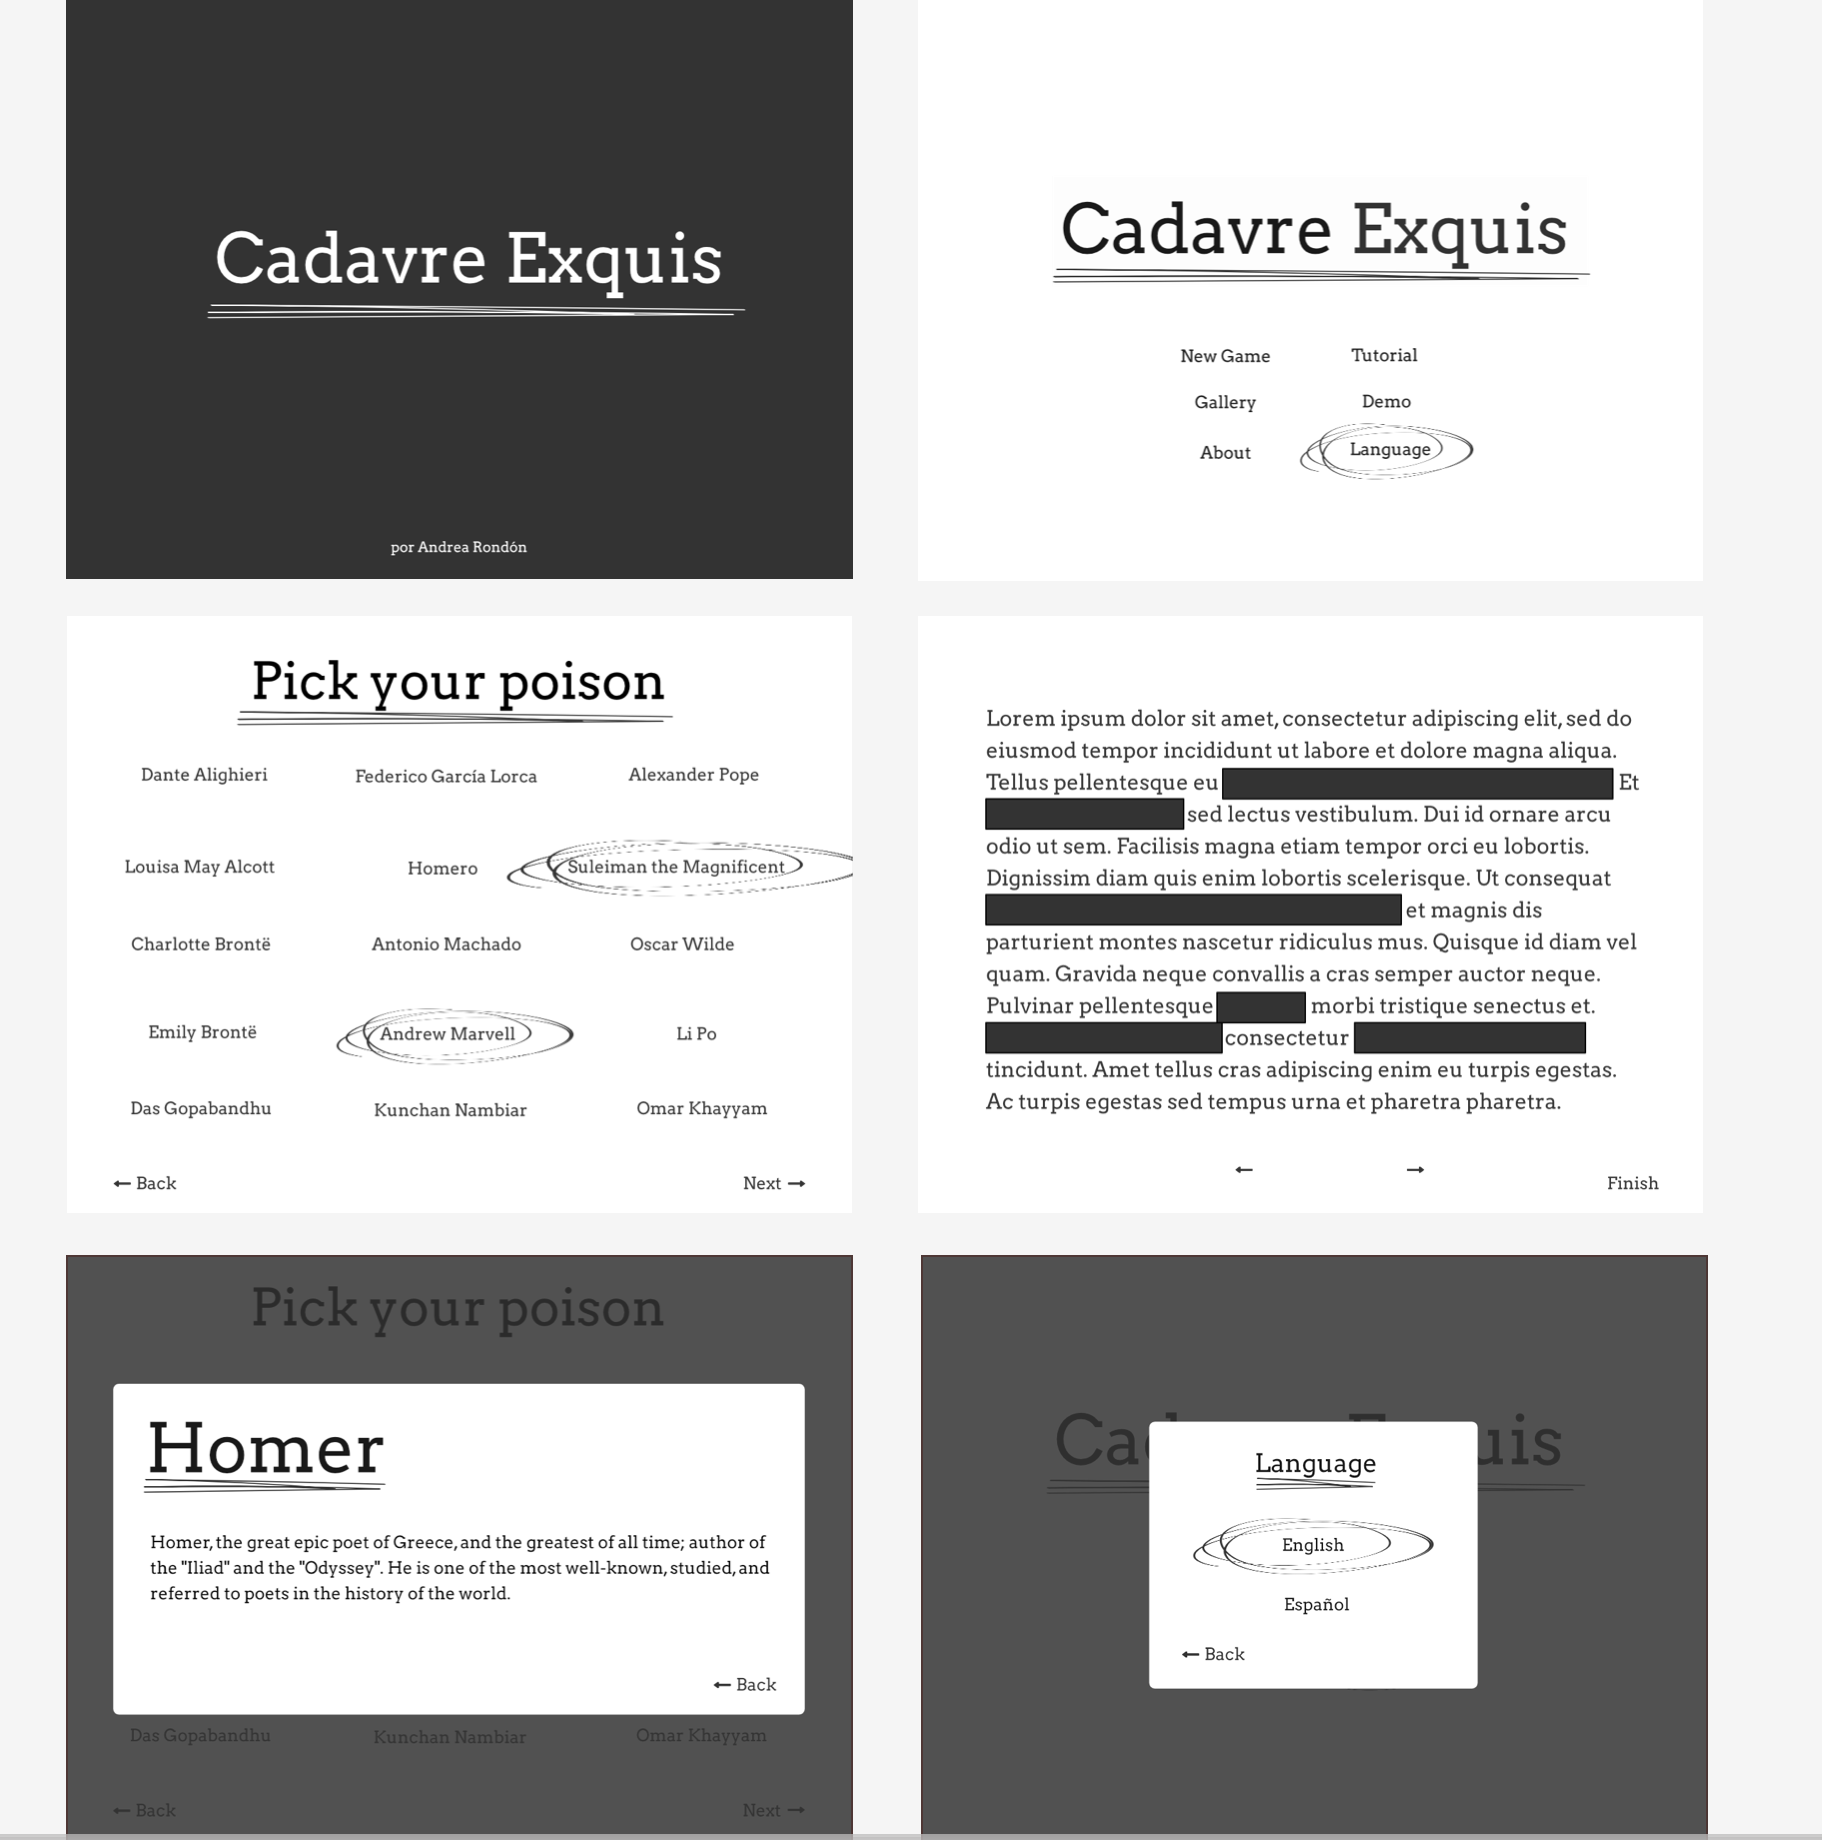 Cadavre Exquis
por Andrea Rondón
Cadavre Exquis
New Game Tutorial
Gallery Demo
About Language
Pick your poison
Dante Alighieri Federico García Lorca Alexander Pope
Louisa May Alcott Homero Suleiman the Magnificent
Charlotte Brontë Antonio Machado Oscar Wilde
Emily Brontë Andrew Marvell Li Po
Das Gopabandhu Kunchan Nambiar Omar Khayyam
← Back Next →
Lorem ipsum dolor sit amet, consectetur adipiscing elit, sed do
eiusmod tempor incididunt ut labore et dolore magna aliqua.
Tellus pellentesque eu Et
sed lectus vestibulum. Dui id ornare arcu
odio ut sem. Facilisis magna etiam tempor orci eu lobortis.
Dignissim diam quis enim lobortis scelerisque. Ut consequat
et magnis dis
parturient montes nascetur ridiculus mus. Quisque id diam vel
quam. Gravida neque convallis a cras semper auctor neque.
Pulvinar pellentesque morbi tristique senectus et.
consectetur
tincidunt. Amet tellus cras adipiscing enim eu turpis egestas.
Ac turpis egestas sed tempus urna et pharetra pharetra.
← →
Finish
Pick your poison
Homer
Homer, the great epic poet of Greece, and the greatest of all time; author of
the "Iliad" and the "Odyssey". He is one of the most well-known, studied, and
referred to poets in the history of the world.
← Back
Das Gopabandhu Kunchan Nambiar Omar Khayyam
← Back Next →
Ca uis
Language
English
Español
← Back